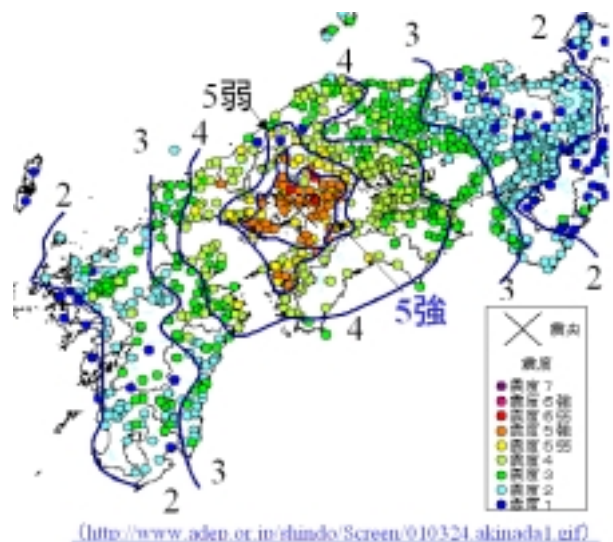 2
3
4
5弱
4
3
2
3
2
4
5強
3
2
2
3
震央
震度
震度7
震度6強
震度6弱
震度5強
震度5弱
震度4
震度3
震度2
震度1
(http://www.adep.or.jp/shindo/Screen/010324.akinada1.gif)